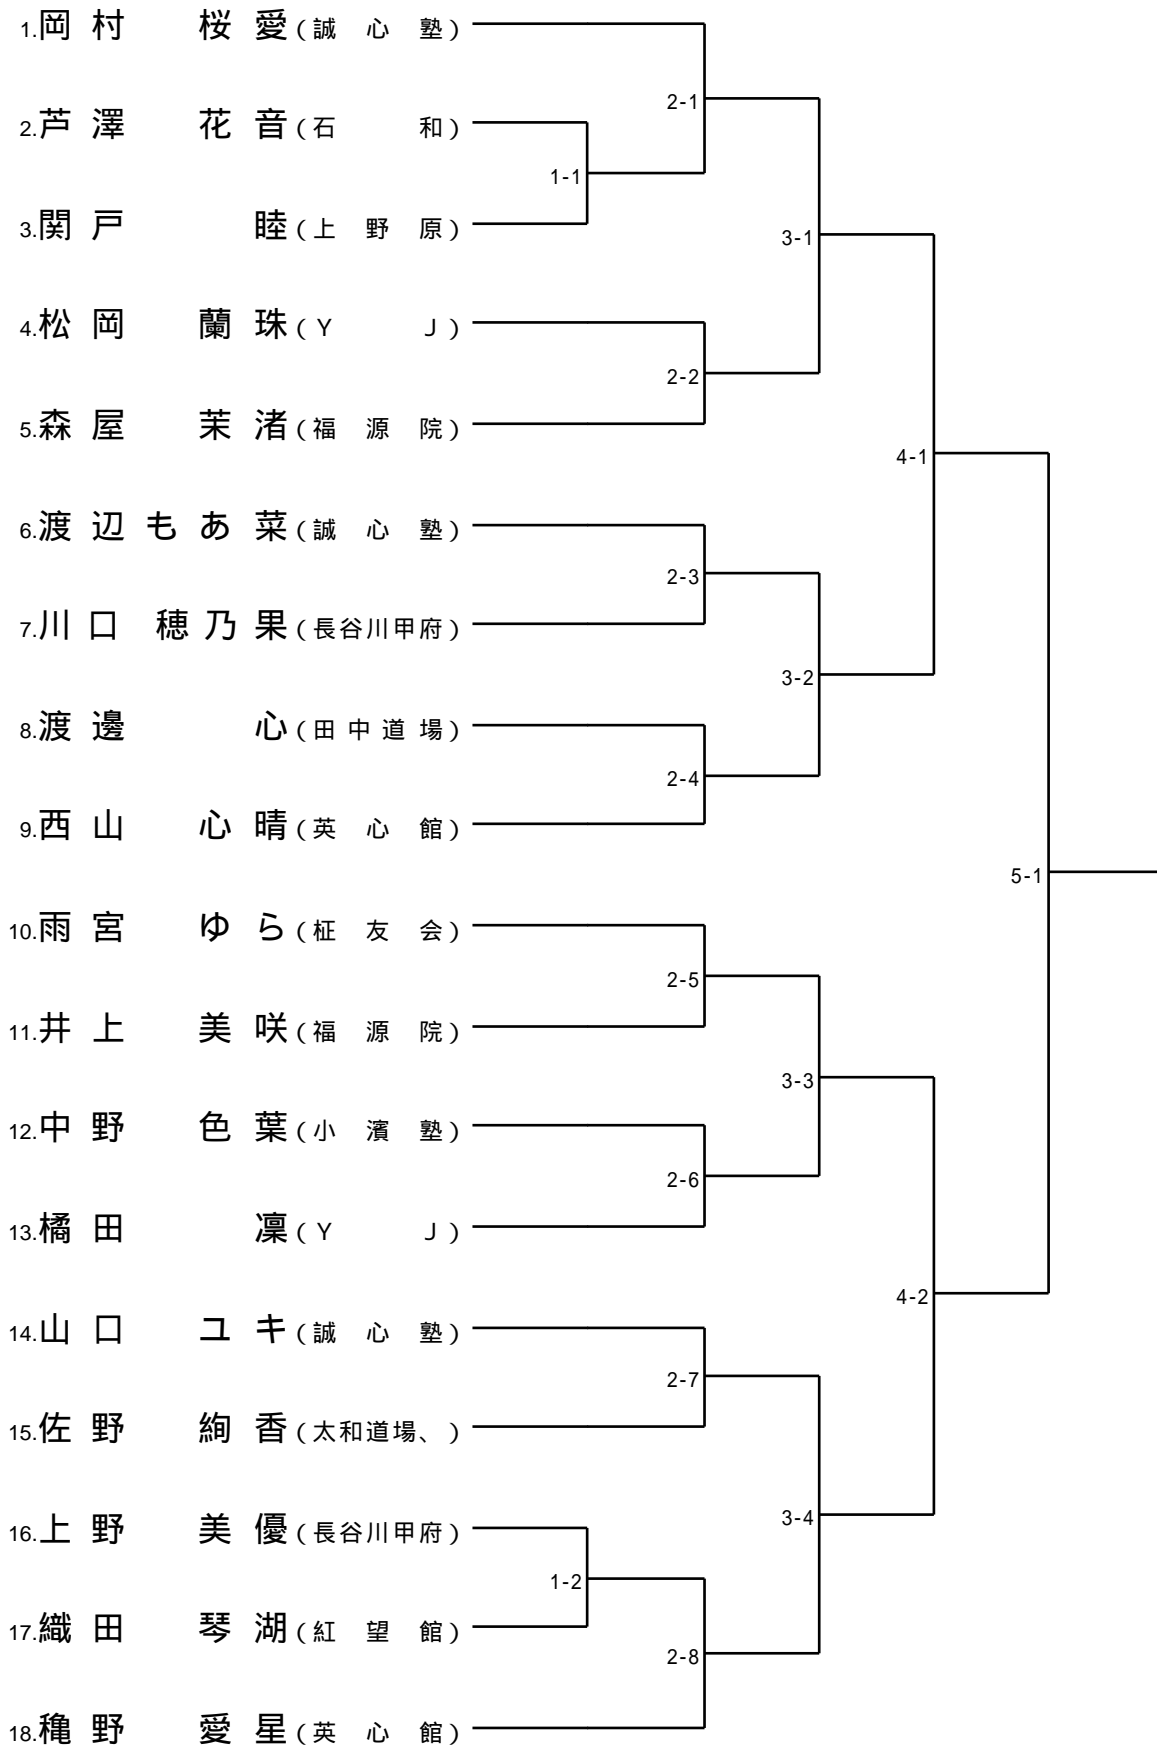 1.岡村 桜愛(誠心塾)
2-1
2.芦澤 花音(石和)
1-1
3.関戸 睦(上野原)
3-1
4.松岡 蘭珠(Y J)
2-2
5.森屋 茉渚(福源院)
4-1
6.渡辺もあ菜(誠心塾)
2-3
7.川口 穂乃果(長谷川甲府)
3-2
8.渡邊 心(田中道場)
2-4
9.西山 心晴(英心館)
5-1
10.雨宮 ゆら(柾友会)
2-5
11.井上 美咲(福源院)
3-3
12.中野 色葉(小濱塾)
2-6
13.橘田 凜(Y J)
4-2
14.山口 ユキ(誠心塾)
2-7
15.佐野 絢香(太和道場、)
3-4
16.上野 美優(長谷川甲府)
1-2
17.織田 琴湖(紅望館)
2-8
18.穐野 愛星(英心館)